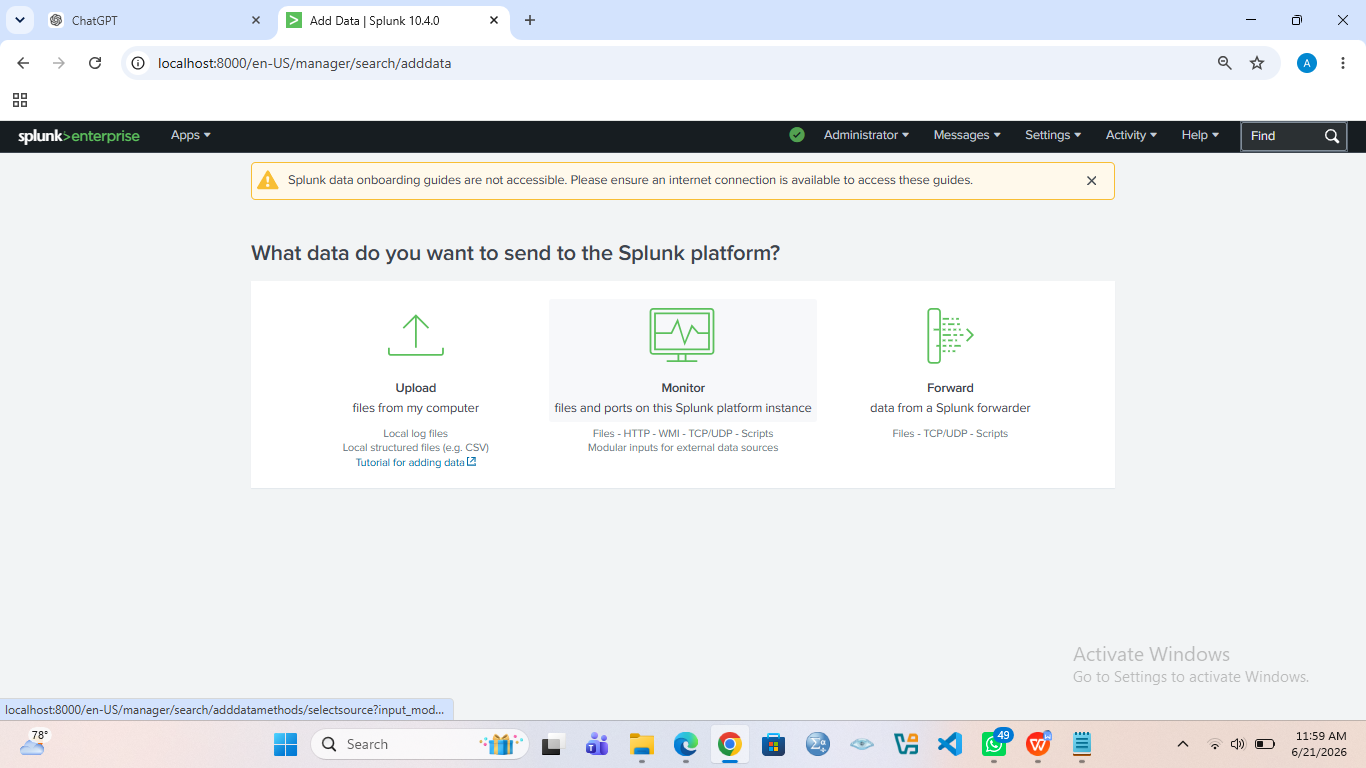 ChatGPT
Add Data | Splunk 10.4.0
localhost:8000/en-US/manager/search/adddata
A
splunk>enterprise
Apps
Administrator
Messages
Settings
Activity
Help
Find
Splunk data onboarding guides are not accessible. Please ensure an internet connection is available to access these guides.
What data do you want to send to the Splunk platform?
Upload
files from my computer
Local log files
Local structured files (e.g. CSV)
Tutorial for adding data
Monitor
files and ports on this Splunk platform instance
Files - HTTP - WMI - TCP/UDP - Scripts
Modular inputs for external data sources
Forward
data from a Splunk forwarder
Files - TCP/UDP - Scripts
Activate Windows
Go to Settings to activate Windows.
localhost:8000/en-US/manager/search/adddatamethods/selectsource?input_mod...
78°
Search
49
11:59 AM
6/21/2026